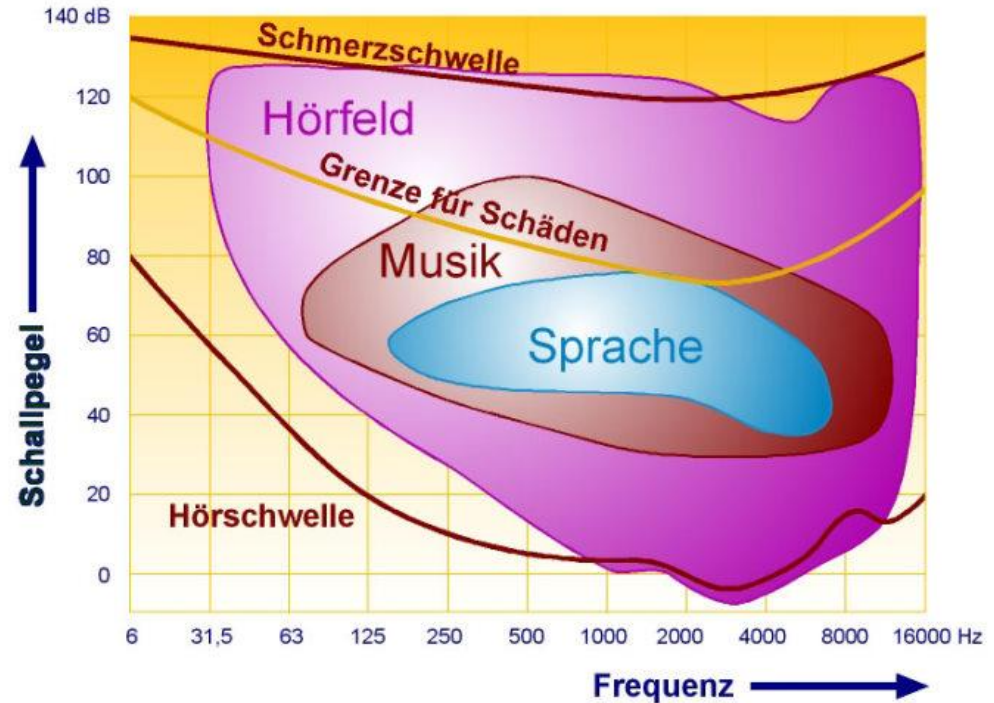 140 dB
Schmerzschwelle
120
Hörfeld
100
Grenze für Schäden
80
Musik
60
Sprache
40
20
Hörschwelle
0
6 31,5 63 125 250 500 1000 2000 4000 8000 16000 Hz
Schallpegel
Frequenz